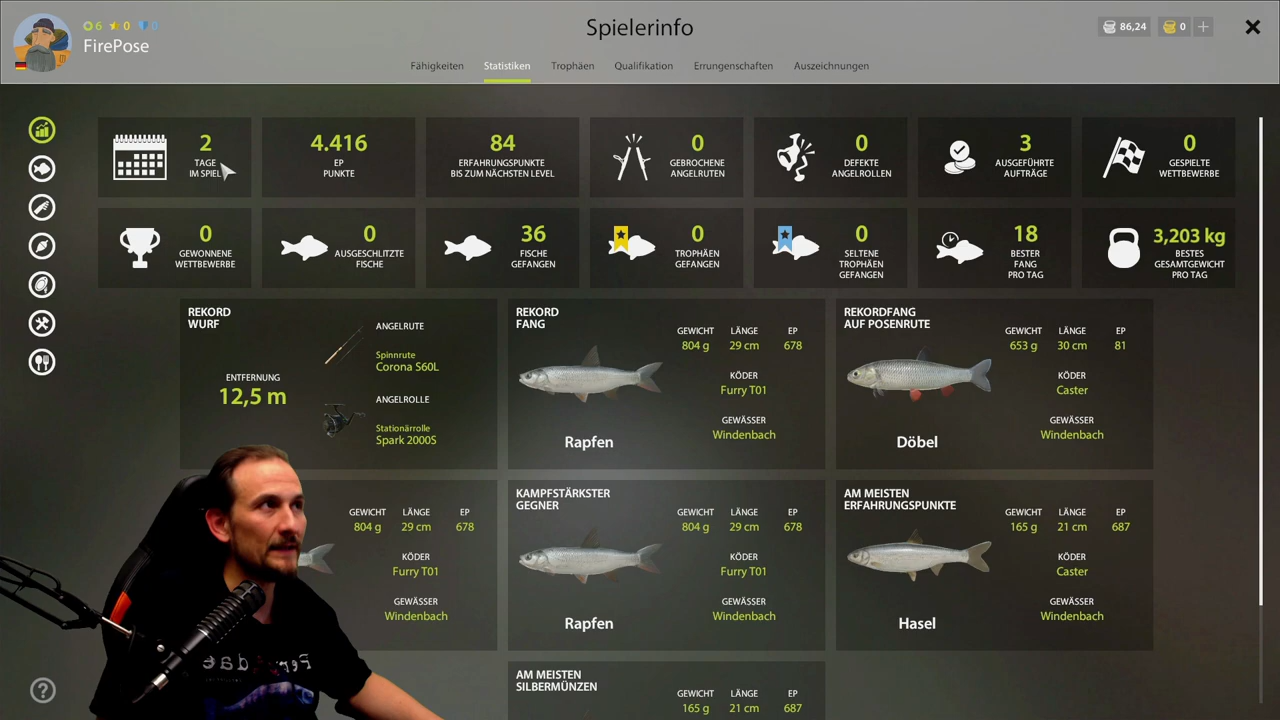 6 0 0
FirePose
Spielerinfo
86,24 0
Fähigkeiten Statistiken Trophäen Qualifikation Errungenschaften Auszeichnungen
2
TAGE
IM SPIEL
4.416
EP
PUNKTE
84
ERFAHRUNGSPUNKTE
BIS ZUM NÄCHSTEN LEVEL
0
GEBROCHENE
ANGELRUTEN
0
DEFEKTE
ANGELROLLEN
3
AUSGEFÜHRTE
AUFTRÄGE
0
GESPIELTE
WETTBEWERBE
0
GEWONNENE
WETTBEWERBE
0
AUSGESCHLITZTE
FISCHE
36
FISCHE
GEFANGEN
0
TROPHÄEN
GEFANGEN
0
SELTENE
TROPHÄEN
GEFANGEN
18
BESTER
FANG
PRO TAG
3,203 kg
BESTES
GESAMTGEWICHT
PRO TAG
REKORD
WURF
ENTFERNUNG
12,5 m
ANGELRUTE
Spinnrute
Corona S60L
ANGELROLLE
Stationärrolle
Spark 2000S
REKORD
FANG
GEWICHT LÄNGE EP
804 g 29 cm 678
KÖDER
Furry T01
GEWÄSSER
Windenbach
Rapfen
REKORDFANG
AUF POSENRUTE
GEWICHT LÄNGE EP
653 g 30 cm 81
KÖDER
Caster
GEWÄSSER
Windenbach
Döbel
GEWICHT LÄNGE EP
804 g 29 cm 678
KÖDER
Furry T01
GEWÄSSER
Windenbach
KAMPFSTÄRKSTER
GEGNER
GEWICHT LÄNGE EP
804 g 29 cm 678
KÖDER
Furry T01
GEWÄSSER
Windenbach
Rapfen
AM MEISTEN
ERFAHRUNGSPUNKTE
GEWICHT LÄNGE EP
165 g 21 cm 687
KÖDER
Caster
GEWÄSSER
Windenbach
Hasel
AM MEISTEN
SILBERMÜNZEN
GEWICHT LÄNGE EP
165 g 21 cm 687
?